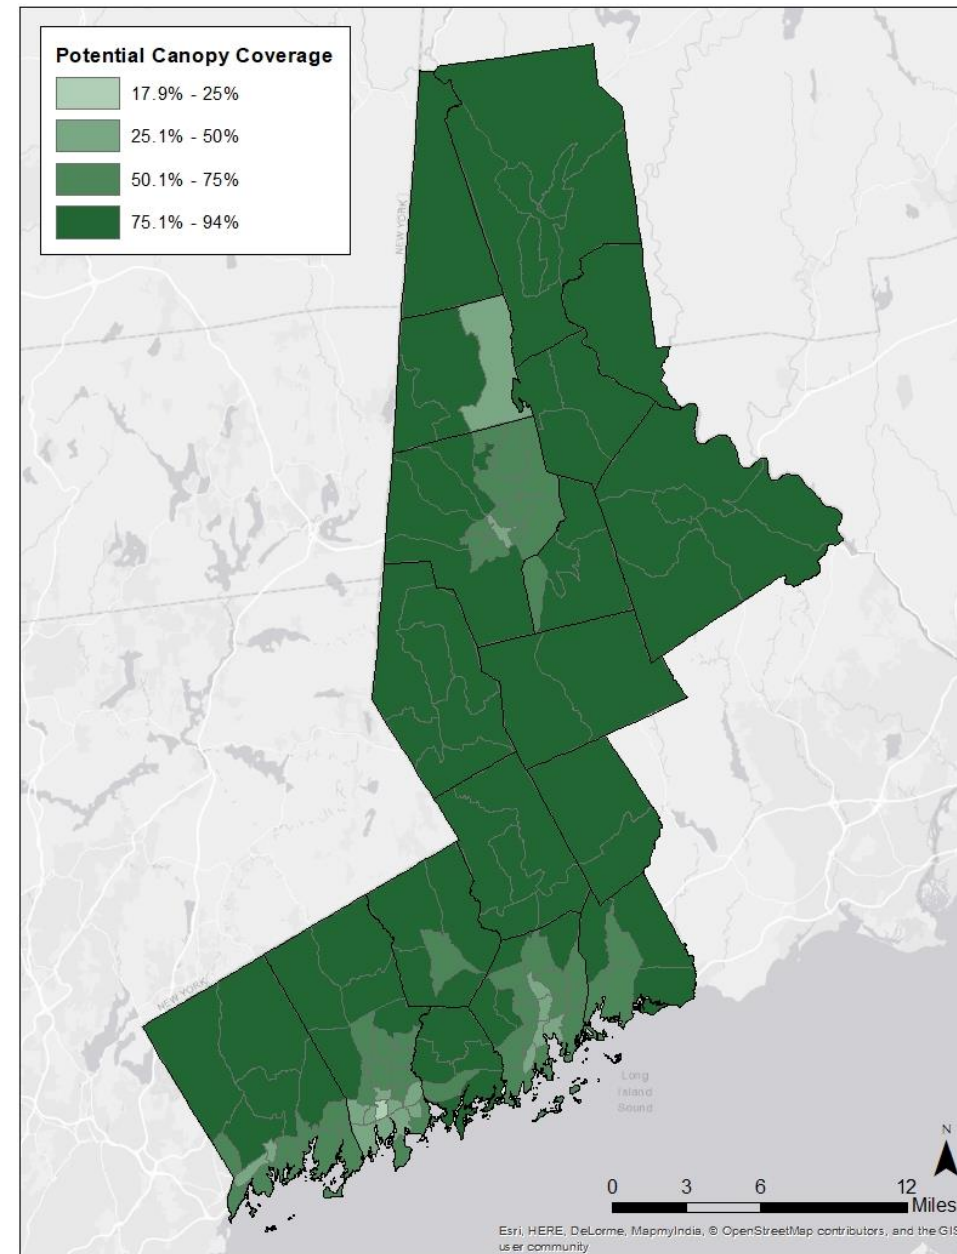 Potential Canopy Coverage
17.9% - 25%
25.1% - 50%
50.1% - 75%
75.1% - 94%
NEW YORK
NEW YORK
Long
Island
Sound
N
0 3 6 12
Miles
Esri, HERE, DeLorme, MapmyIndia, © OpenStreetMap contributors, and the GIS
user community